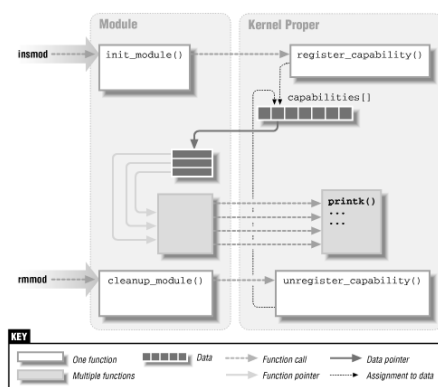 Module
Kernel Proper
insmod
init_module()
register_capability()
capabilities[]
printk()
...
...
rmmod
cleanup_module()
unregister_capability()
KEY
One function
Data
Function call
Data pointer
Multiple functions
Function pointer
Assignment to data